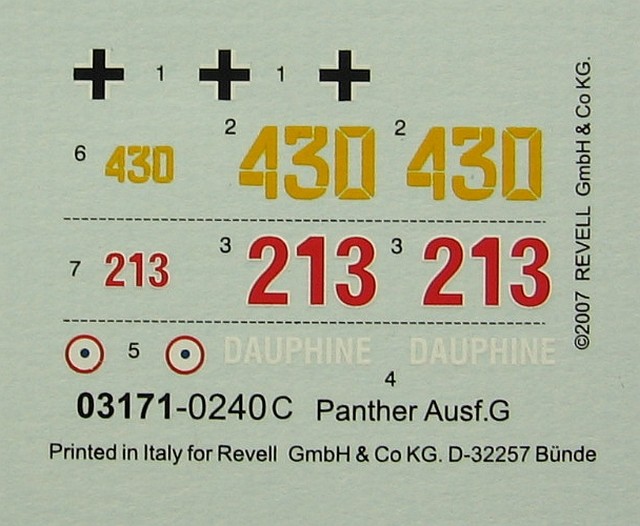 1 1
6 430 2 430 2 430
7 213 3 213 3 213
5 DAUPHINE DAUPHINE
4
03171-0240C Panther Ausf.G
Printed in Italy for Revell GmbH & Co KG. D-32257 Bünde
©2007 REVELL GmbH & Co KG.